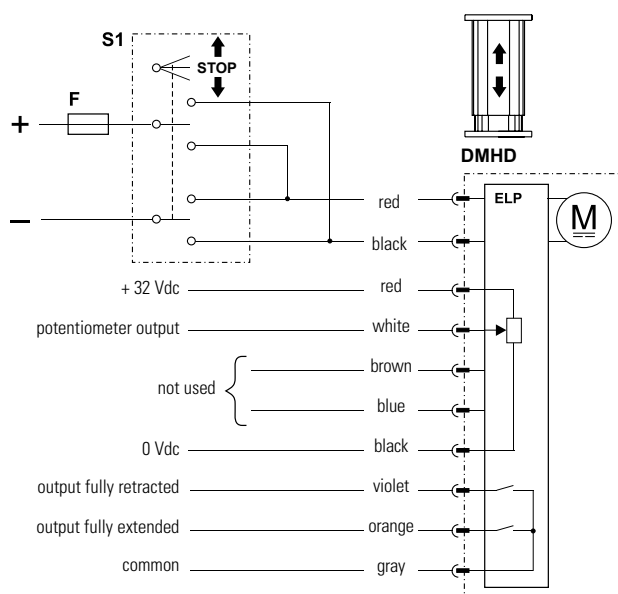 S1
STOP
F
+
−
DMHD
red
ELP
M
black
+ 32 Vdc
red
potentiometer output
white
brown
not used
blue
0 Vdc
black
output fully retracted
violet
output fully extended
orange
common
gray